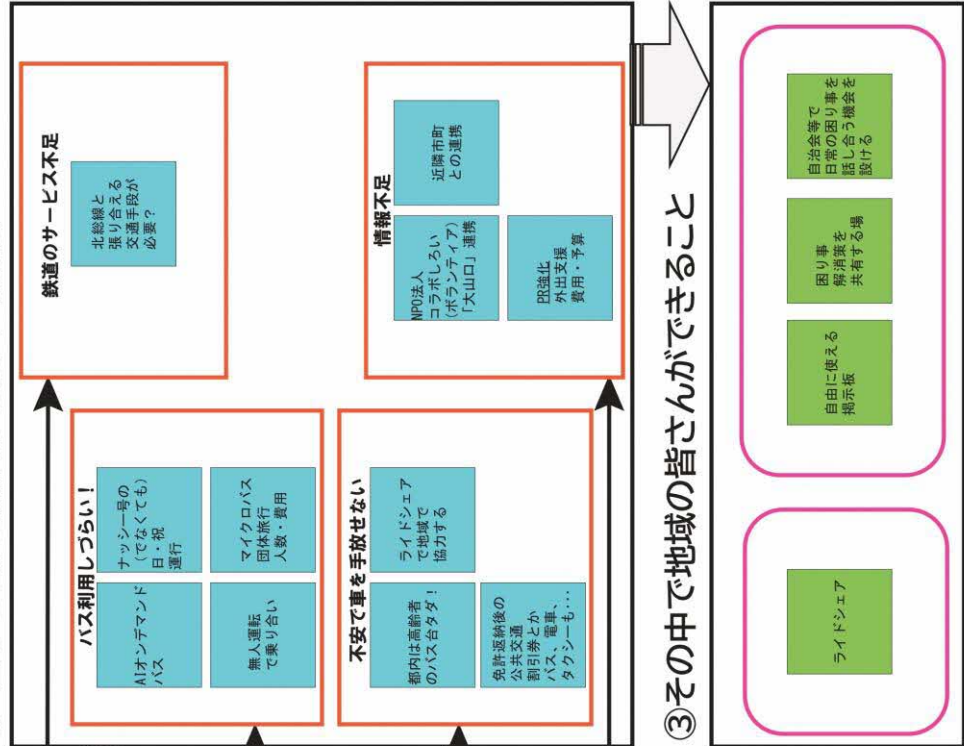 バス利用しづらい！
AIオンデマンド
バス
ナッシー号の
（でなくても）
日・祝
運行
無人運転
で乗り合い
マイクロバス
団体旅行
人数・費用
鉄道のサービス不足
北総線と
張り合える
交通手段が
必要？
不安で車を手放せない
都内は高齢者
のバス台タダ！
ライドシェア
で地域で
協力する
免許返納後の
公共交通
割引券とか
バス、電車、
タクシーも...
情報不足
NPO法人
コラボしろい
(ボランティア)
「大山口」連携
近隣市町
との連携
PR強化
外出支援
費用・予算
③その中で地域の皆さんができること
ライドシェア
自由に使える
掲示板
困り事
解消策を
共有する場
自治会等で
日常の困り事を
話し合う機会を
設ける